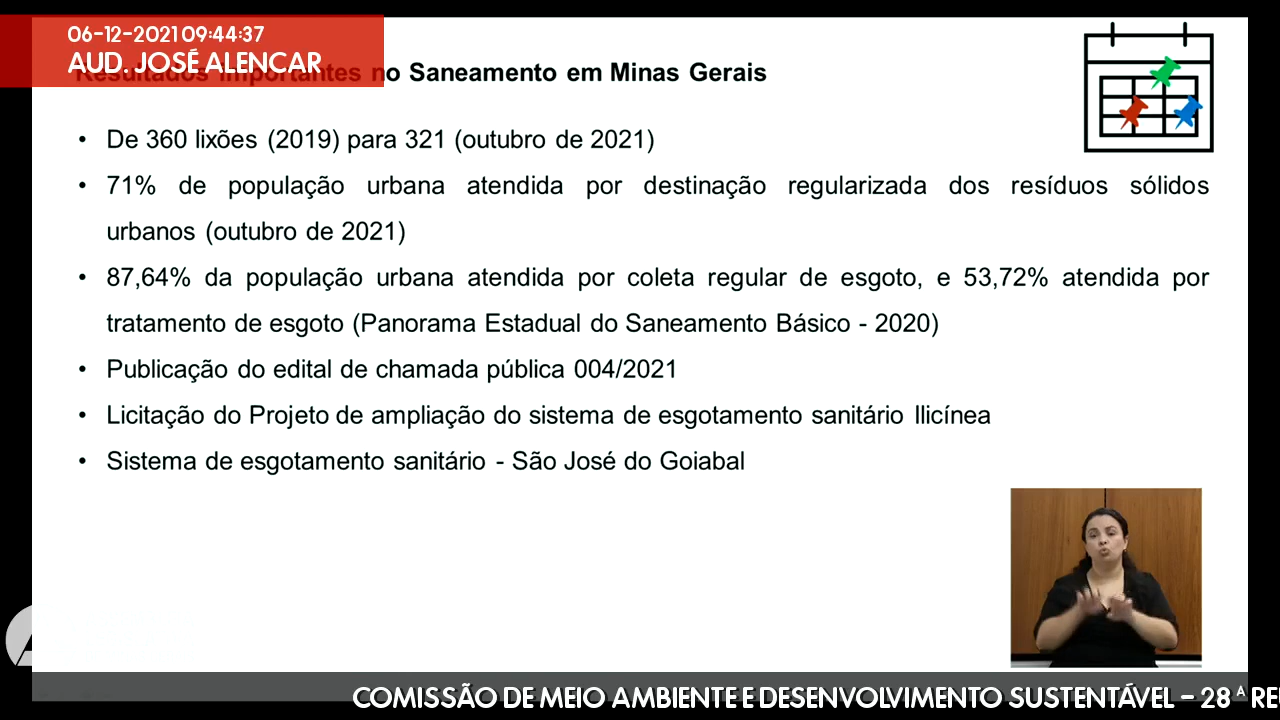 06-12-2021 09:44:37
AUD. JOSÉ ALENCAR
Resultados Importantes no Saneamento em Minas Gerais
• De 360 lixões (2019) para 321 (outubro de 2021)
• 71% de população urbana atendida por destinação regularizada dos resíduos sólidos
urbanos (outubro de 2021)
• 87,64% da população urbana atendida por coleta regular de esgoto, e 53,72% atendida por
tratamento de esgoto (Panorama Estadual do Saneamento Básico - 2020)
• Publicação do edital de chamada pública 004/2021
• Licitação do Projeto de ampliação do sistema de esgotamento sanitário Ilicínea
• Sistema de esgotamento sanitário - São José do Goiabal
COMISSÃO DE MEIO AMBIENTE E DESENVOLVIMENTO SUSTENTÁVEL - 28ª RE